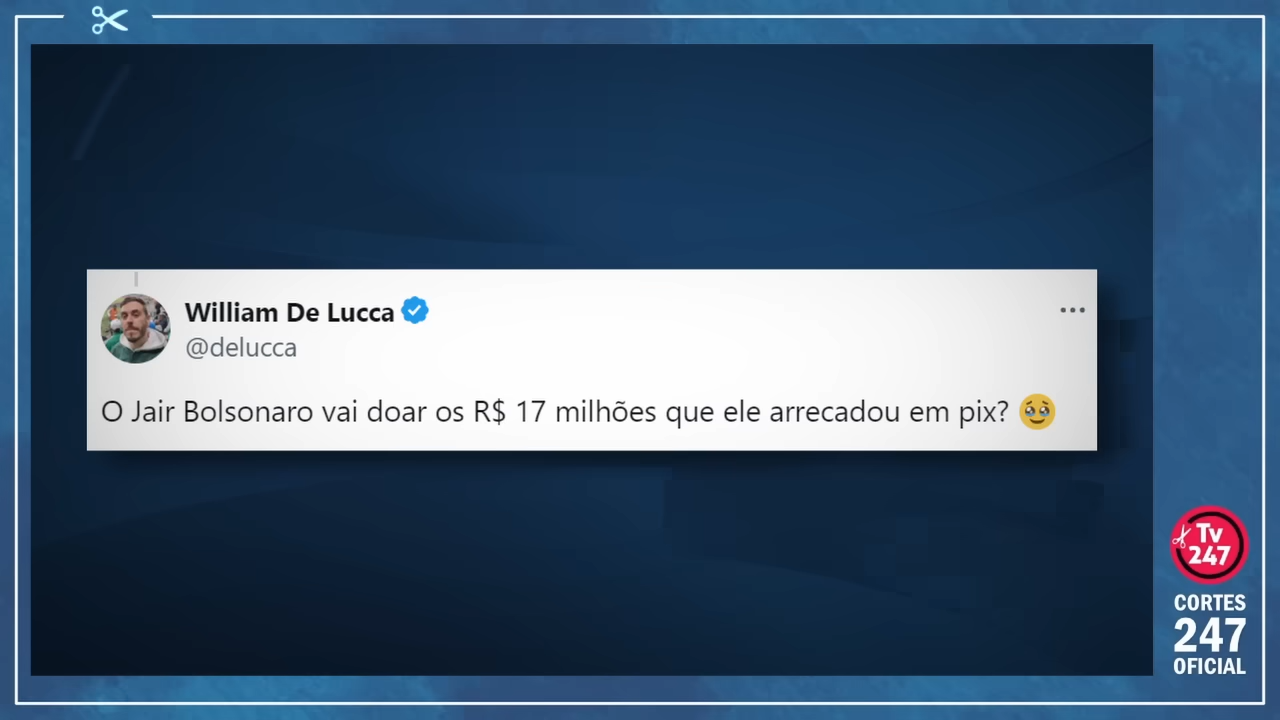 William De Lucca
@delucca
O Jair Bolsonaro vai doar os R$ 17 milhões que ele arrecadou em pix? 🥹
Tv
247
CORTES
247
OFICIAL